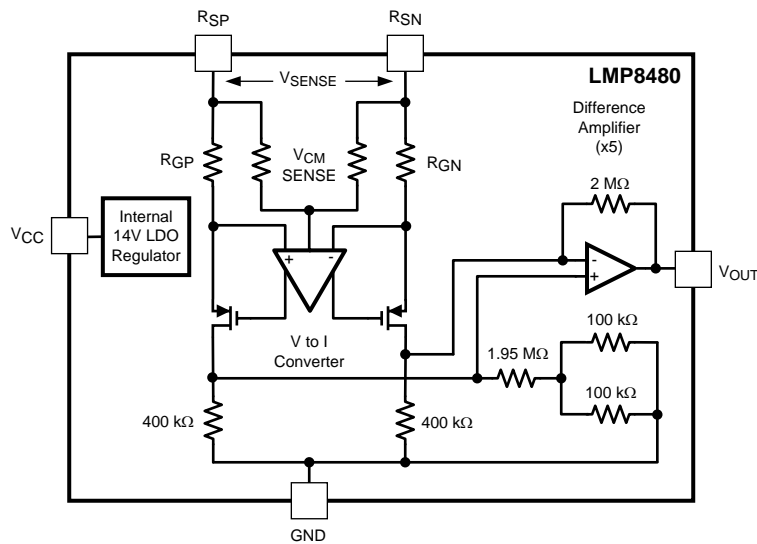 RSP
RSN
VSENSE
LMP8480
Difference
Amplifier
(x5)
RGP
VCM
SENSE
RGN
2 MΩ
VCC
Internal
14V LDO
Regulator
+
-
-
+
VOUT
V to I
Converter
1.95 MΩ
100 kΩ
100 kΩ
400 kΩ
400 kΩ
GND